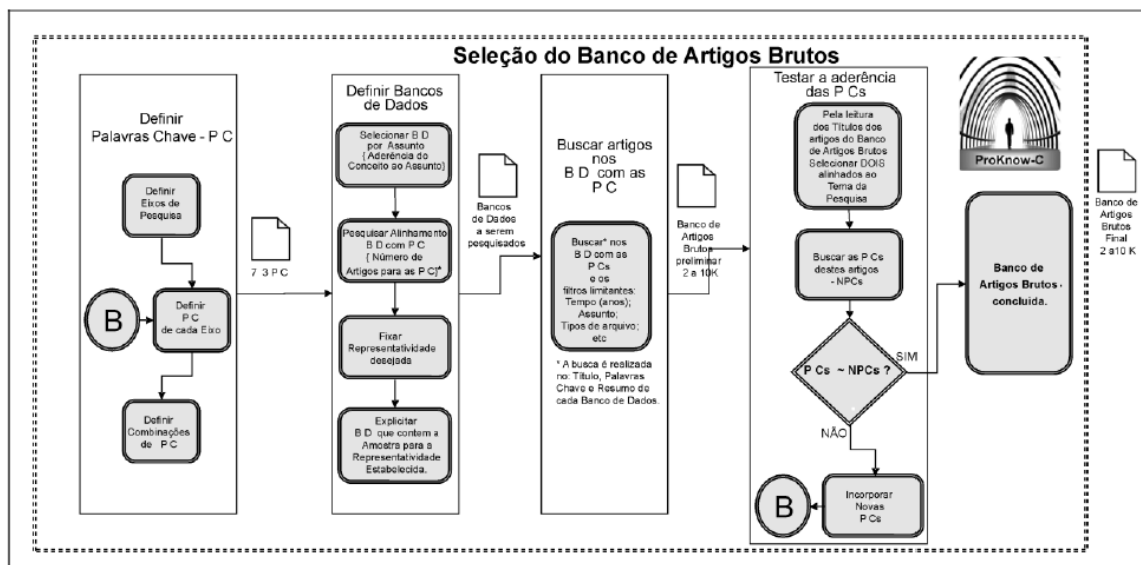 Seleção do Banco de Artigos Brutos
Definir
Palavras Chave - P C
Definir
Eixos de Pesquisa
B
Definir
P C
de cada Eixo
Definir
Combinações
de P C
7 3 P C
Definir Bancos
de Dados
Selecionar B D
por Assunto
( Aderência do
Conceito ao Assunto)
Pesquisar Alinhamento
B D com P C
( Número de
Artigos para as P C)*
Fixar
Representatividade
desejada
Explicitar
B D que contem a
Amostra para a
Representatividade
Estabelecida.
Bancos
de Dados
a serem
pesquisados
Buscar artigos
nos
B D com as
P C
Buscar* nos
B D com as
P Cs
e os
filtros limitantes:
Tempo (anos);
Assunto;
Tipos de arquivo;
etc
* A busca é realizada
no: Título, Palavras
Chave e Resumo de
cada Banco de Dados.
Banco de
Artigos
Brutos
preliminar
2 a 10K
Testar a aderência
das P Cs
Pela leitura
dos Títulos dos
artigos do Banco
de Artigos Brutos
Selecionar DOIS
alinhados ao
Tema da
Pesquisa
Buscar as P Cs
destes artigos
- NPCs
P Cs ~ NPCs ?
SIM
NÃO
Incorporar
Novas
P Cs
B
ProKnow-C
Banco de
Artigos Brutos -
concluída.
Banco de
Artigos
Brutos
Final
2 a10 K